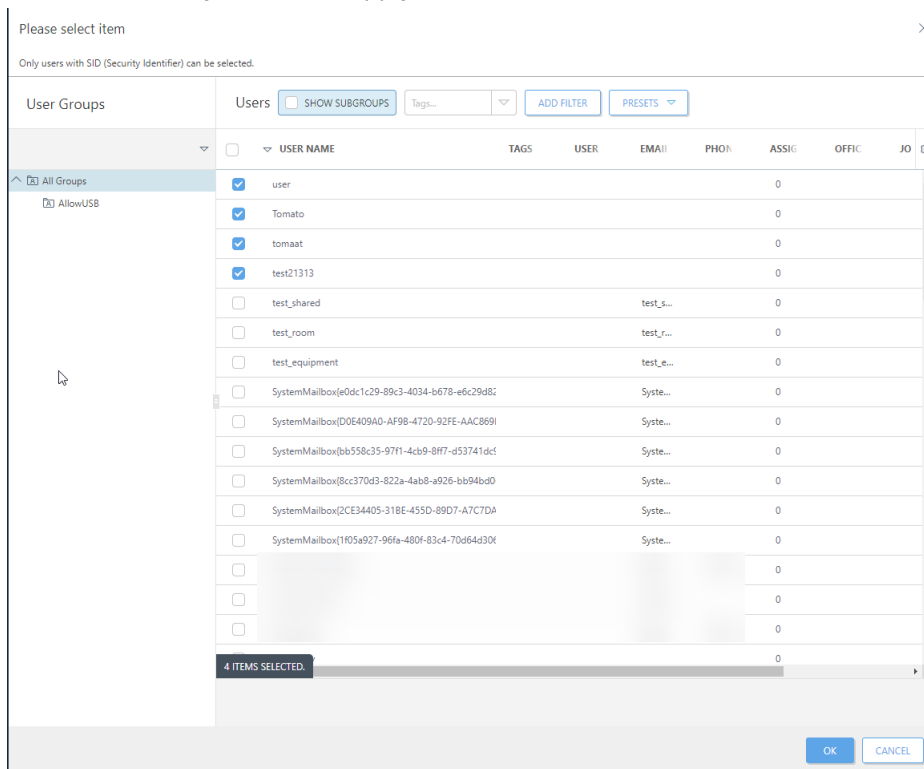 Please select item
Only users with SID (Security Identifier) can be selected.
User Groups
Users SHOW SUBGROUPS Tags... ADD FILTER PRESETS
USER NAME TAGS USER EMAII PHON ASSIG OFFIC JO
All Groups
AllowUSB
user 0
Tomato 0
tomaat 0
test21313 0
test_shared test_s... 0
test_room test_r... 0
test_equipment test_e... 0
SystemMailbox{e0dc1c29-89c3-4034-b678-e6c29d82 Syste... 0
SystemMailbox{D0E409A0-AF9B-4720-92FE-AAC869 Syste... 0
SystemMailbox{bb558c35-97f1-4cb9-8ff7-d53741dc9 Syste... 0
SystemMailbox{8cc370d3-822a-4ab8-a926-bb94bd0 Syste... 0
SystemMailbox{2CE34405-31BE-455D-89D7-A7C7DA Syste... 0
SystemMailbox{1f05a927-96fa-480f-83c4-70d64d306 Syste... 0
0
0
0
0
4 ITEMS SELECTED.
OK CANCEL